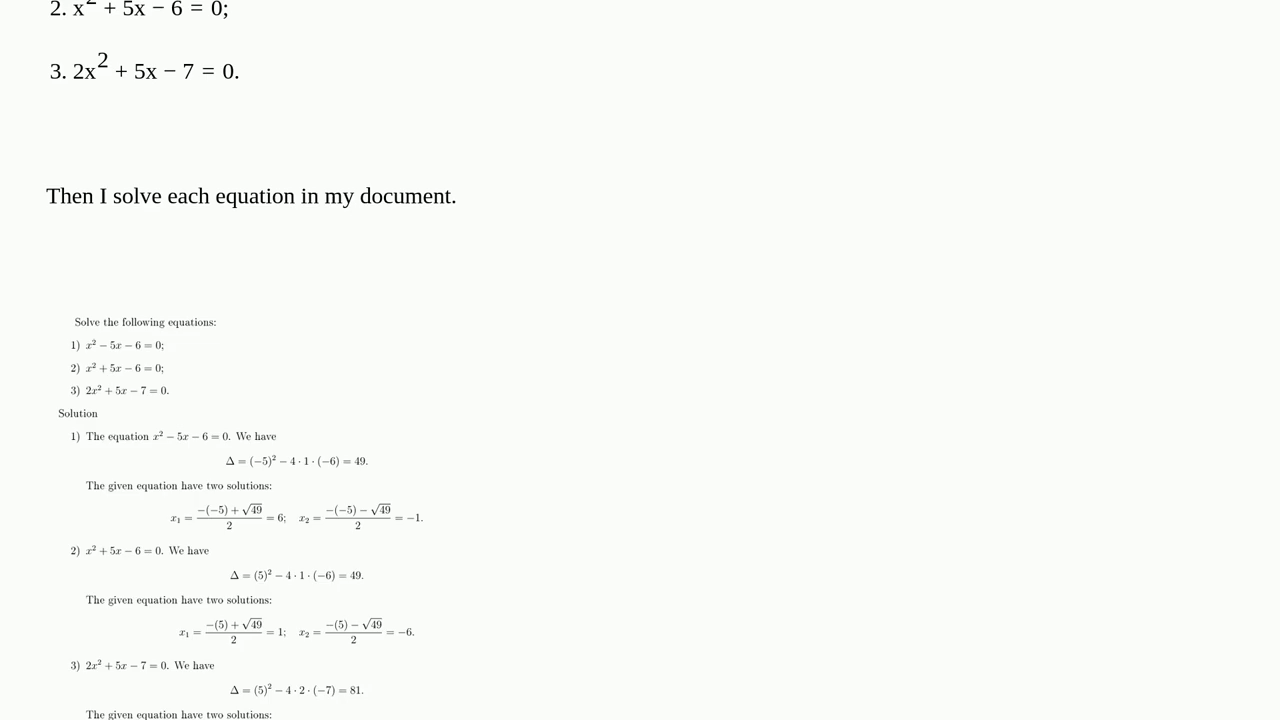 2. x² + 5x − 6 = 0;
3. 2x² + 5x − 7 = 0.
Then I solve each equation in my document.
Solve the following equations:
1) x² − 5x − 6 = 0;
2) x² + 5x − 6 = 0;
3) 2x² + 5x − 7 = 0.
Solution
1) The equation x² − 5x − 6 = 0. We have
Δ = (−5)² − 4 · 1 · (−6) = 49.
The given equation have two solutions:
x₁ = (−(−5) + √49)/2 = 6; x₂ = (−(−5) − √49)/2 = −1.
2) x² + 5x − 6 = 0. We have
Δ = (5)² − 4 · 1 · (−6) = 49.
The given equation have two solutions:
x₁ = (−(5) + √49)/2 = 1; x₂ = (−(5) − √49)/2 = −6.
3) 2x² + 5x − 7 = 0. We have
Δ = (5)² − 4 · 2 · (−7) = 81.
The given equation have two solutions: